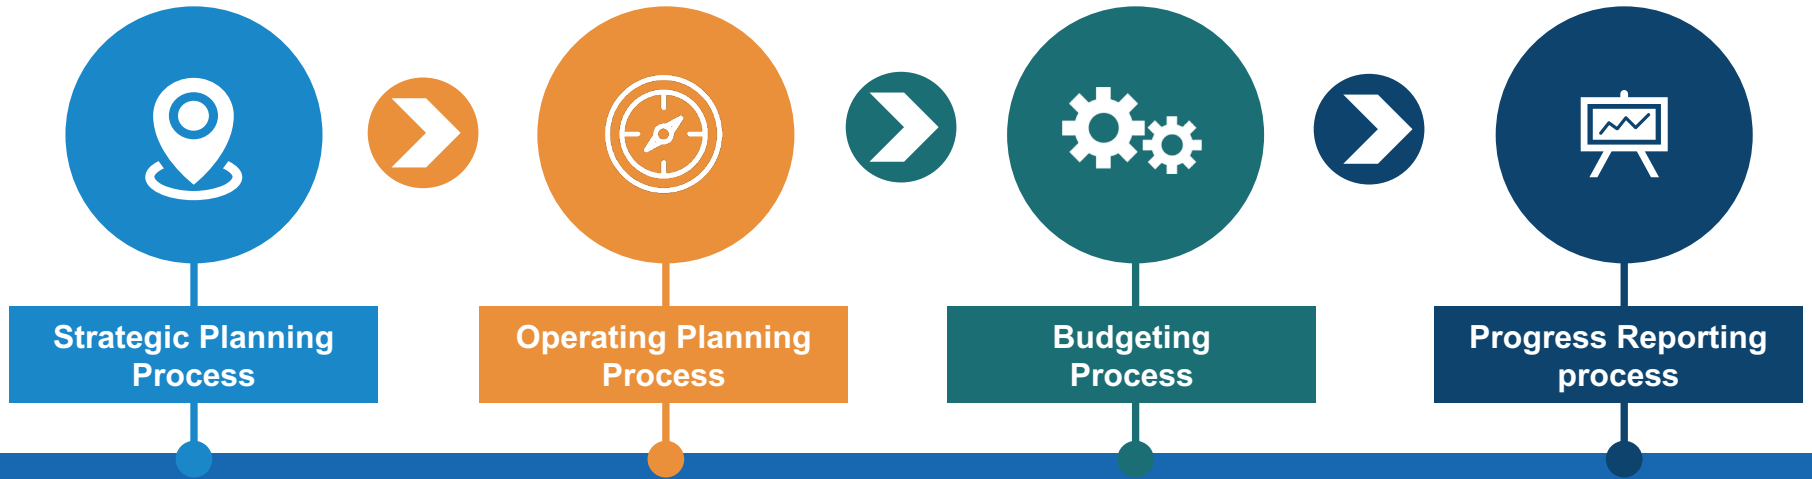 Strategic Planning
Process
Operating Planning
Process
Budgeting
Process
Progress Reporting
process